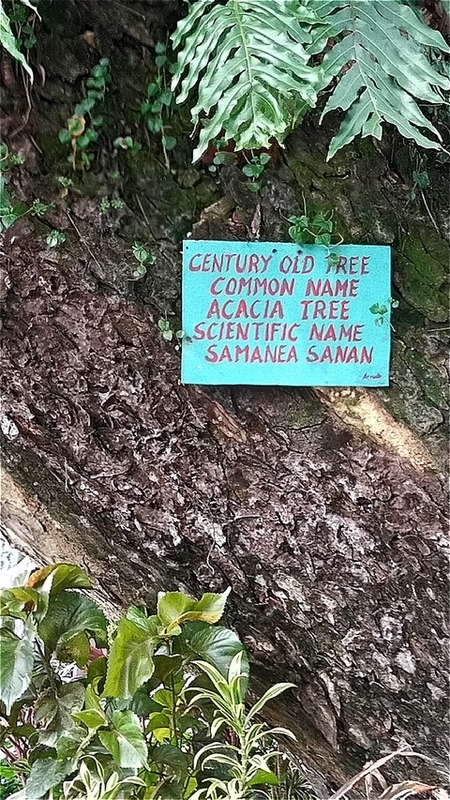 CENTURY OLD TREE
COMMON NAME
ACACIA TREE
SCIENTIFIC NAME
SAMANEA SANAN